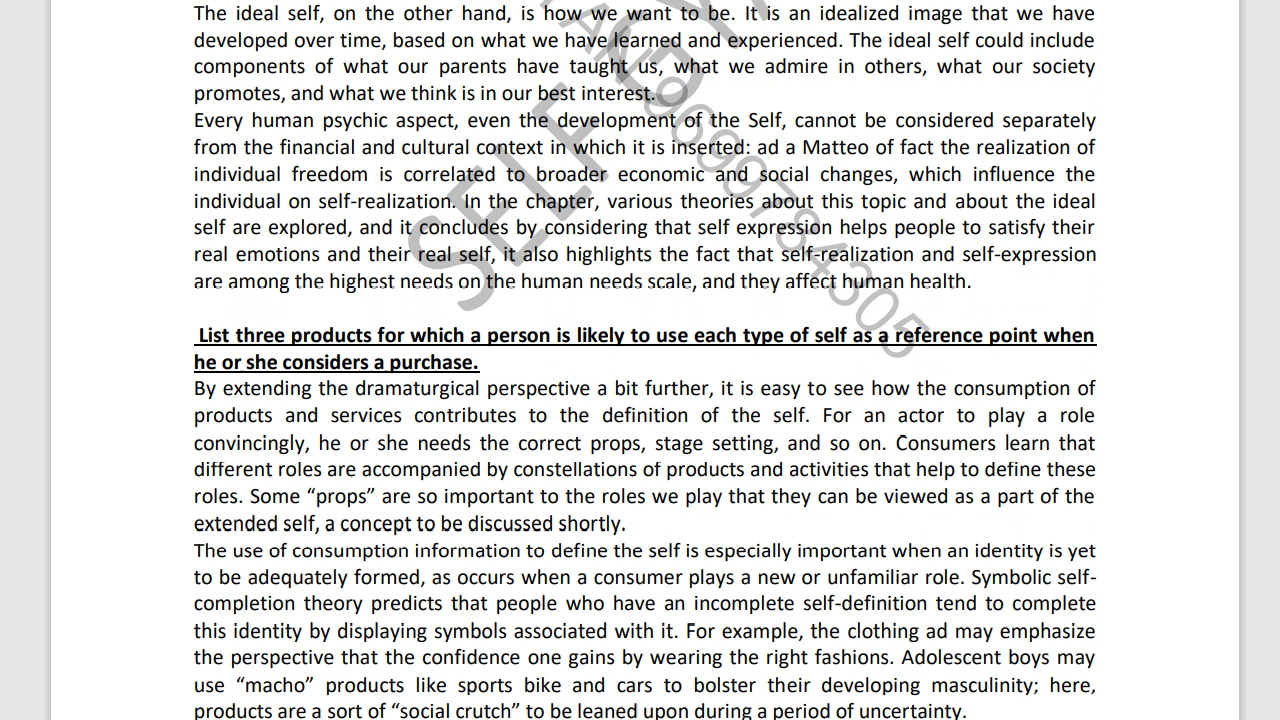 The ideal self, on the other hand, is how we want to be. It is an idealized image that we have
developed over time, based on what we have learned and experienced. The ideal self could include
components of what our parents have taught us, what we admire in others, what our society
promotes, and what we think is in our best interest.
Every human psychic aspect, even the development of the Self, cannot be considered separately
from the financial and cultural context in which it is inserted: ad a Matteo of fact the realization of
individual freedom is correlated to broader economic and social changes, which influence the
individual on self-realization. In the chapter, various theories about this topic and about the ideal
self are explored, and it concludes by considering that self expression helps people to satisfy their
real emotions and their real self, it also highlights the fact that self-realization and self-expression
are among the highest needs on the human needs scale, and they affect human health.
List three products for which a person is likely to use each type of self as a reference point when
he or she considers a purchase.
By extending the dramaturgical perspective a bit further, it is easy to see how the consumption of
products and services contributes to the definition of the self. For an actor to play a role
convincingly, he or she needs the correct props, stage setting, and so on. Consumers learn that
different roles are accompanied by constellations of products and activities that help to define these
roles. Some “props” are so important to the roles we play that they can be viewed as a part of the
extended self, a concept to be discussed shortly.
The use of consumption information to define the self is especially important when an identity is yet
to be adequately formed, as occurs when a consumer plays a new or unfamiliar role. Symbolic self-
completion theory predicts that people who have an incomplete self-definition tend to complete
this identity by displaying symbols associated with it. For example, the clothing ad may emphasize
the perspective that the confidence one gains by wearing the right fashions. Adolescent boys may
use “macho” products like sports bike and cars to bolster their developing masculinity; here,
products are a sort of “social crutch” to be leaned upon during a period of uncertainty.
SELF
9699784305